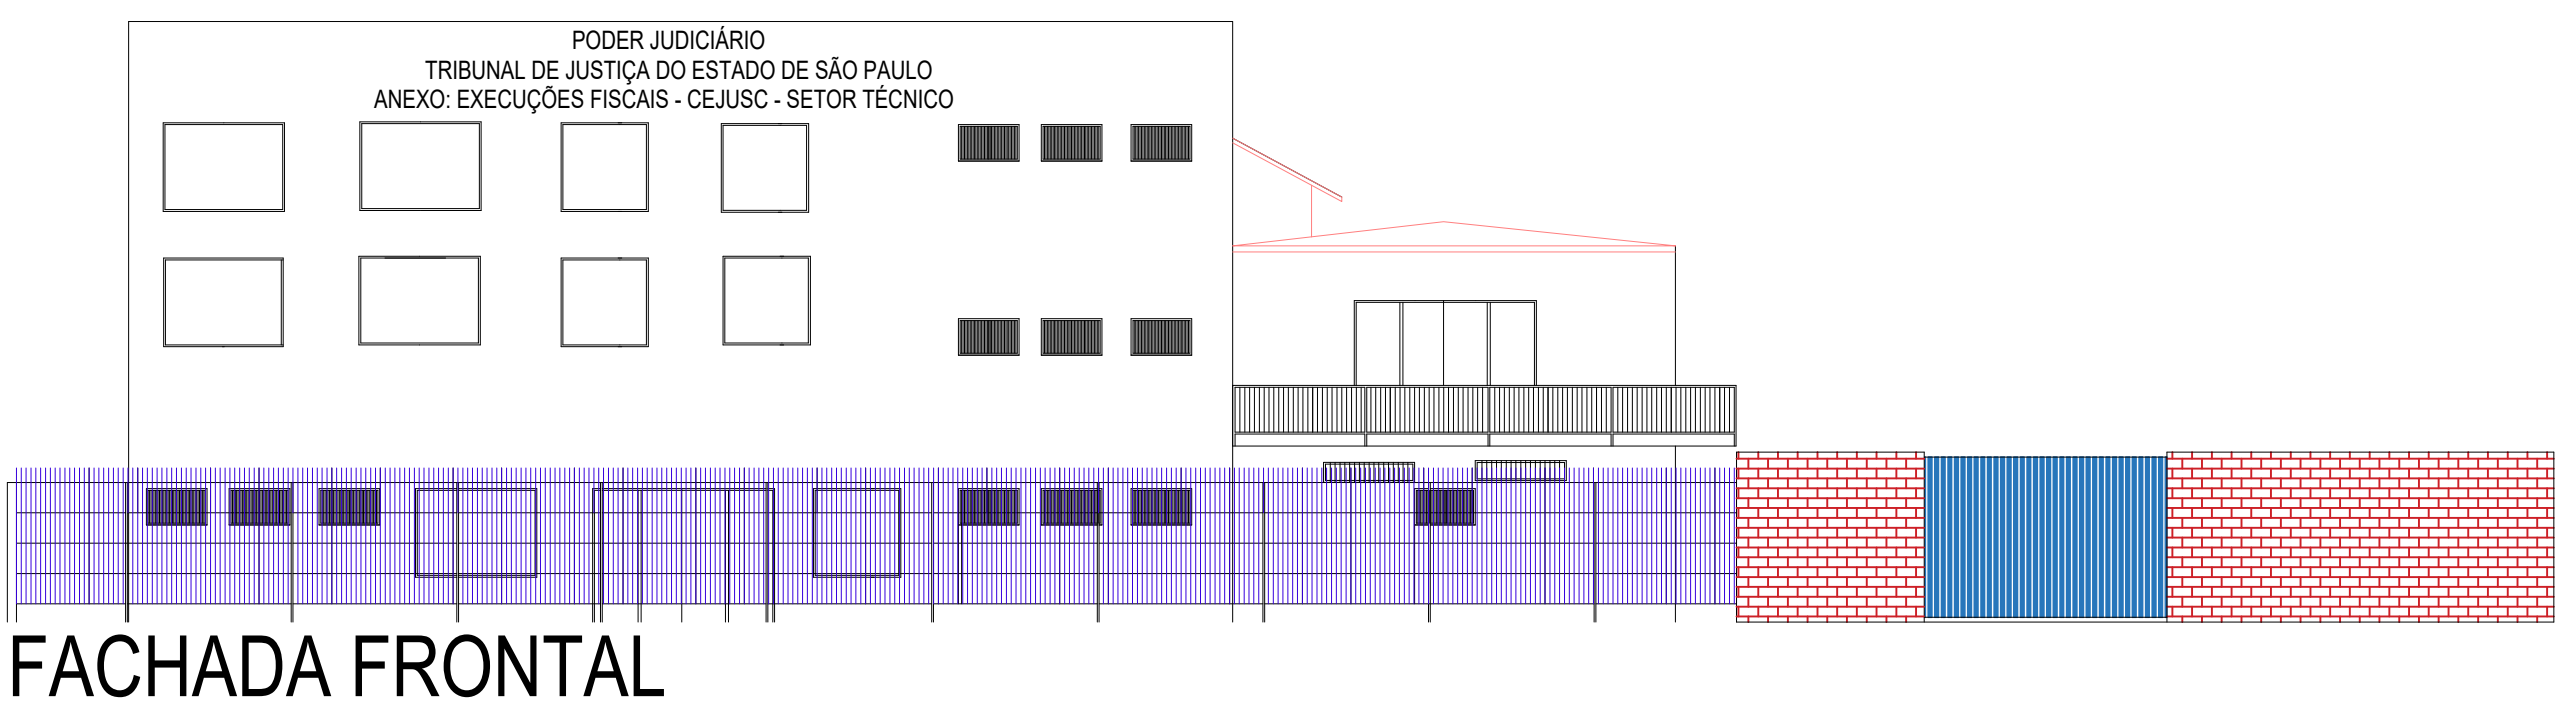 PODER JUDICIÁRIO
TRIBUNAL DE JUSTIÇA DO ESTADO DE SÃO PAULO
ANEXO: EXECUÇÕES FISCAIS - CEJUSC - SETOR TÉCNICO
FACHADA FRONTAL